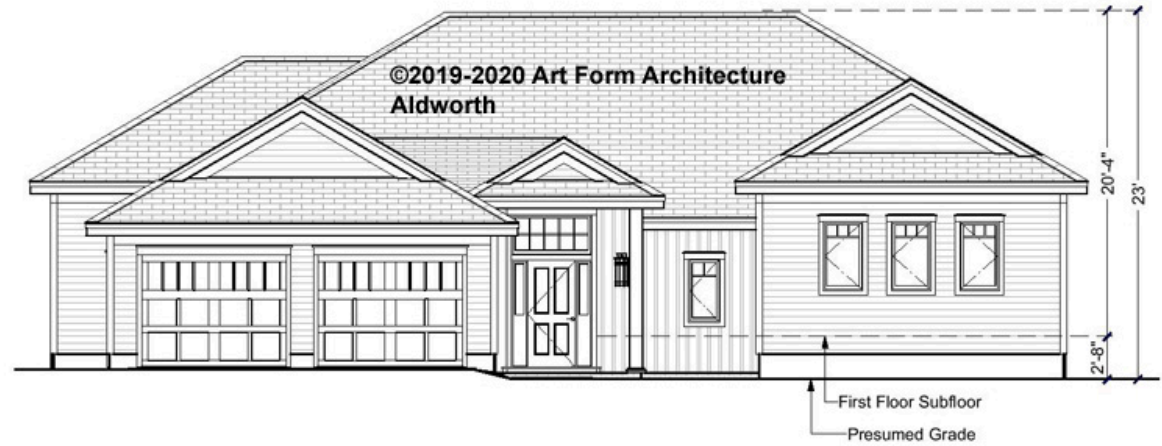 ©2019-2020 Art Form Architecture
Aldworth
20'-4"
23'
2'-8"
First Floor Subfloor
Presumed Grade